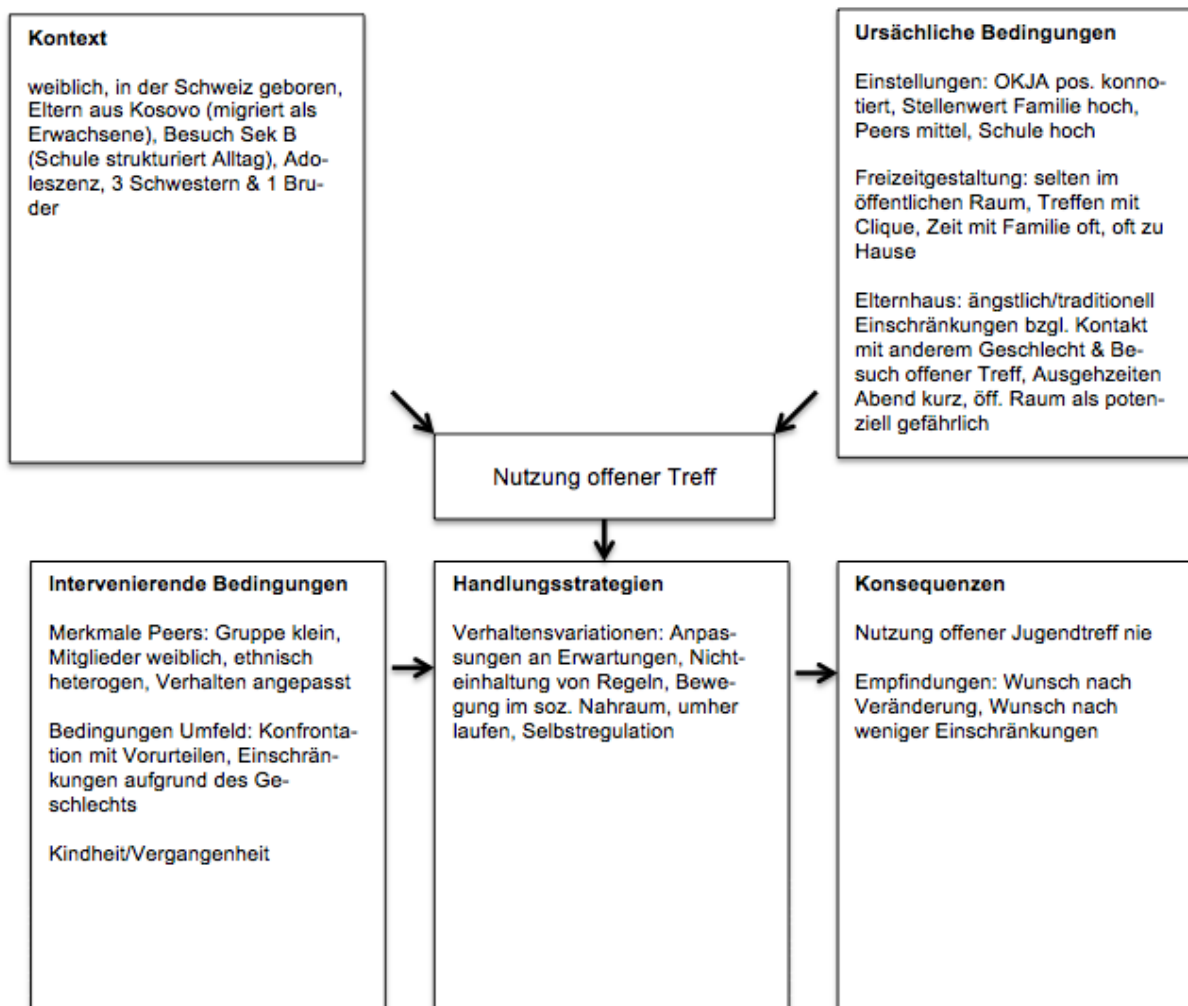 Kontext
weiblich, in der Schweiz geboren,
Eltern aus Kosovo (migriert als
Erwachsene), Besuch Sek B
(Schule strukturiert Alltag), Ado-
leszenz, 3 Schwestern & 1 Bru-
der
Ursächliche Bedingungen
Einstellungen: OKJA pos. konno-
tiert, Stellenwert Familie hoch,
Peers mittel, Schule hoch
Freizeitgestaltung: selten im
öffentlichen Raum, Treffen mit
Clique, Zeit mit Familie oft, oft zu
Hause
Elternhaus: ängstlich/traditionell
Einschränkungen bzgl. Kontakt
mit anderem Geschlecht & Be-
such offener Treff, Ausgehzeiten
Abend kurz, öff. Raum als poten-
ziell gefährlich
Nutzung offener Treff
Intervenierende Bedingungen
Merkmale Peers: Gruppe klein,
Mitglieder weiblich, ethnisch
heterogen, Verhalten angepasst
Bedingungen Umfeld: Konfronta-
tion mit Vorurteilen, Einschrän-
kungen aufgrund des Ge-
schlechts
Kindheit/Vergangenheit
Handlungsstrategien
Verhaltensvariationen: Anpas-
sungen an Erwartungen, Nicht-
einhaltung von Regeln, Bewe-
gung im soz. Nahraum, umher
laufen, Selbstregulation
Konsequenzen
Nutzung offener Jugendtreff nie
Empfindungen: Wunsch nach
Veränderung, Wunsch nach
weniger Einschränkungen